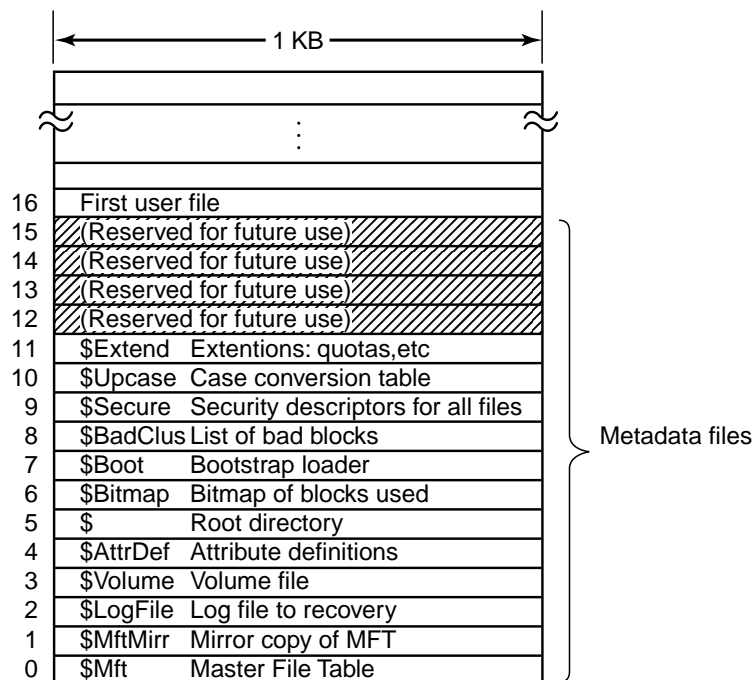 1 KB
16 First user file
15 (Reserved for future use)
14 (Reserved for future use)
13 (Reserved for future use)
12 (Reserved for future use)
11 $Extend Extentions: quotas,etc
10 $Upcase Case conversion table
9 $Secure Security descriptors for all files
8 $BadClus List of bad blocks
7 $Boot Bootstrap loader
6 $Bitmap Bitmap of blocks used
5 $ Root directory
4 $AttrDef Attribute definitions
3 $Volume Volume file
2 $LogFile Log file to recovery
1 $MftMirr Mirror copy of MFT
0 $Mft Master File Table
Metadata files